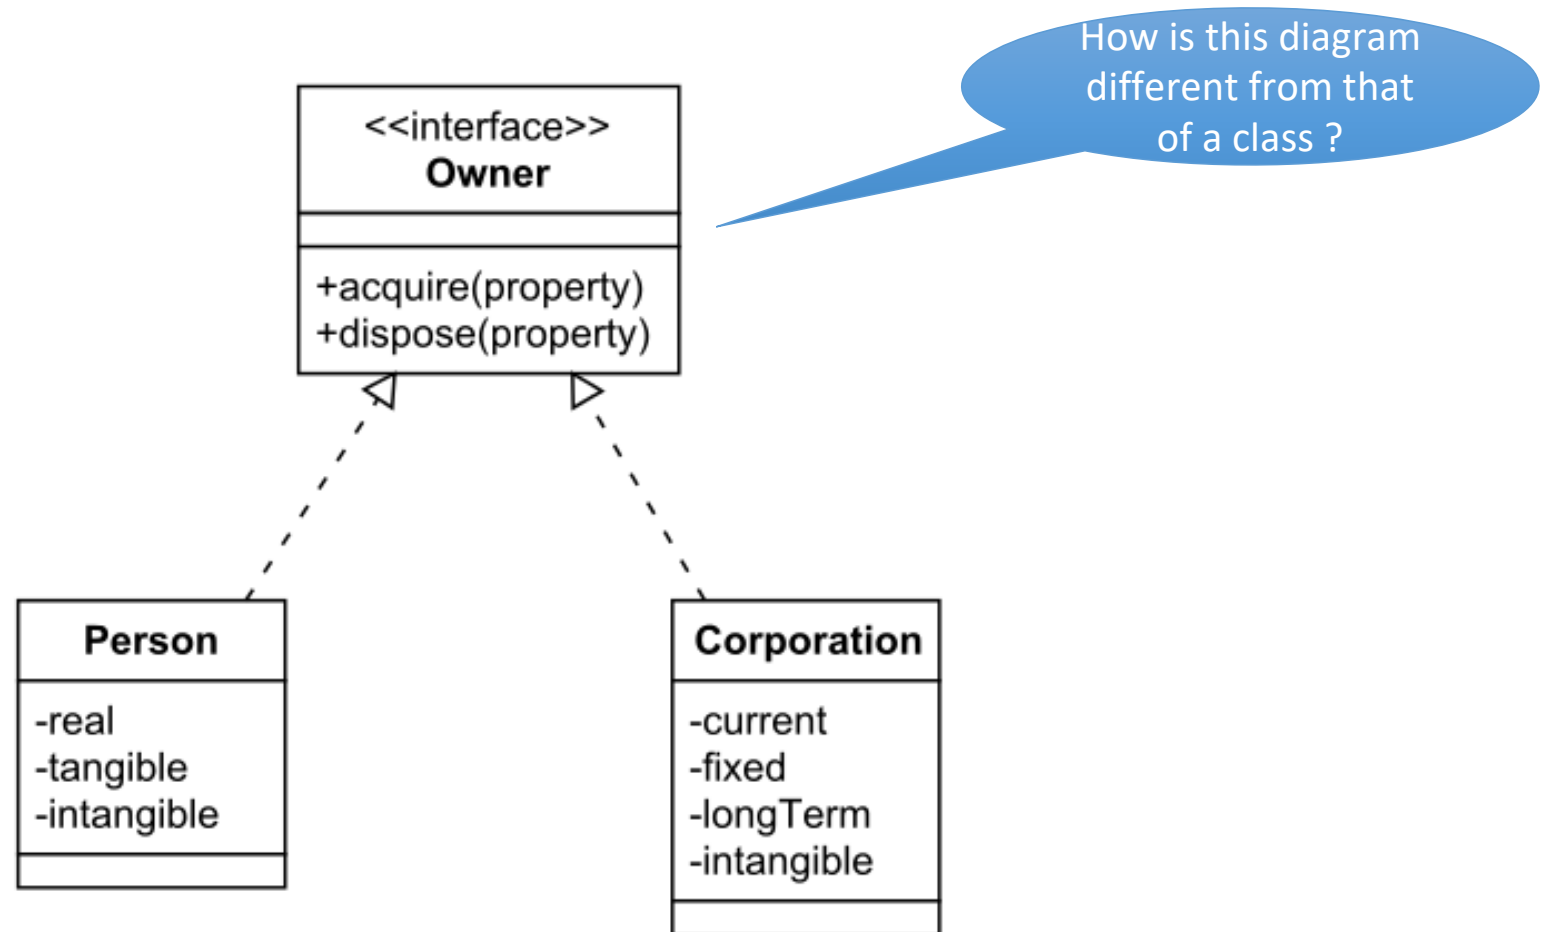 How is this diagram
different from that
of a class ?
<<interface>>
Owner
+acquire(property)
+dispose(property)
Person
-real
-tangible
-intangible
Corporation
-current
-fixed
-longTerm
-intangible